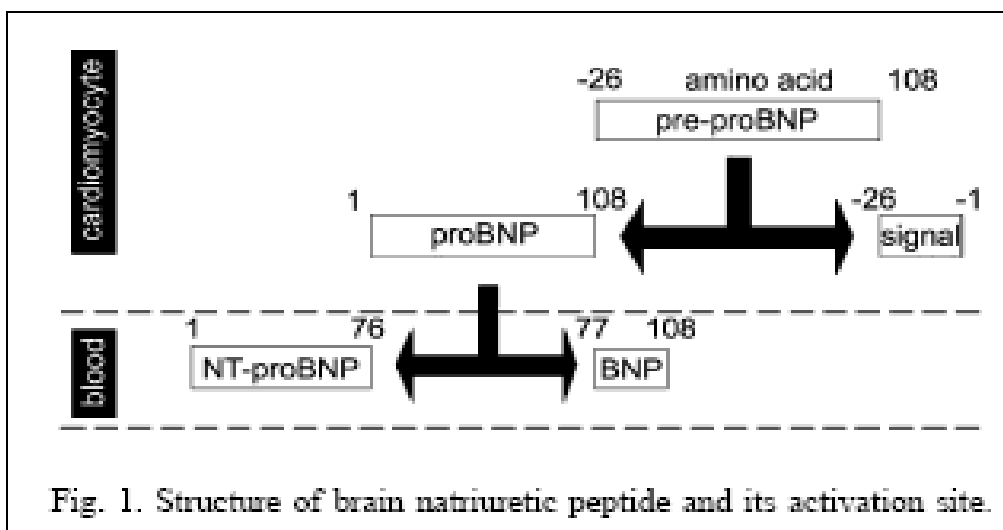 cardiomyocyte
-26 amino acid 108
pre-proBNP
1 108 -26 -1
proBNP signal
blood
1 76 77 108
NT-proBNP BNP
Fig. 1. Structure of brain natriuretic peptide and its activation site.